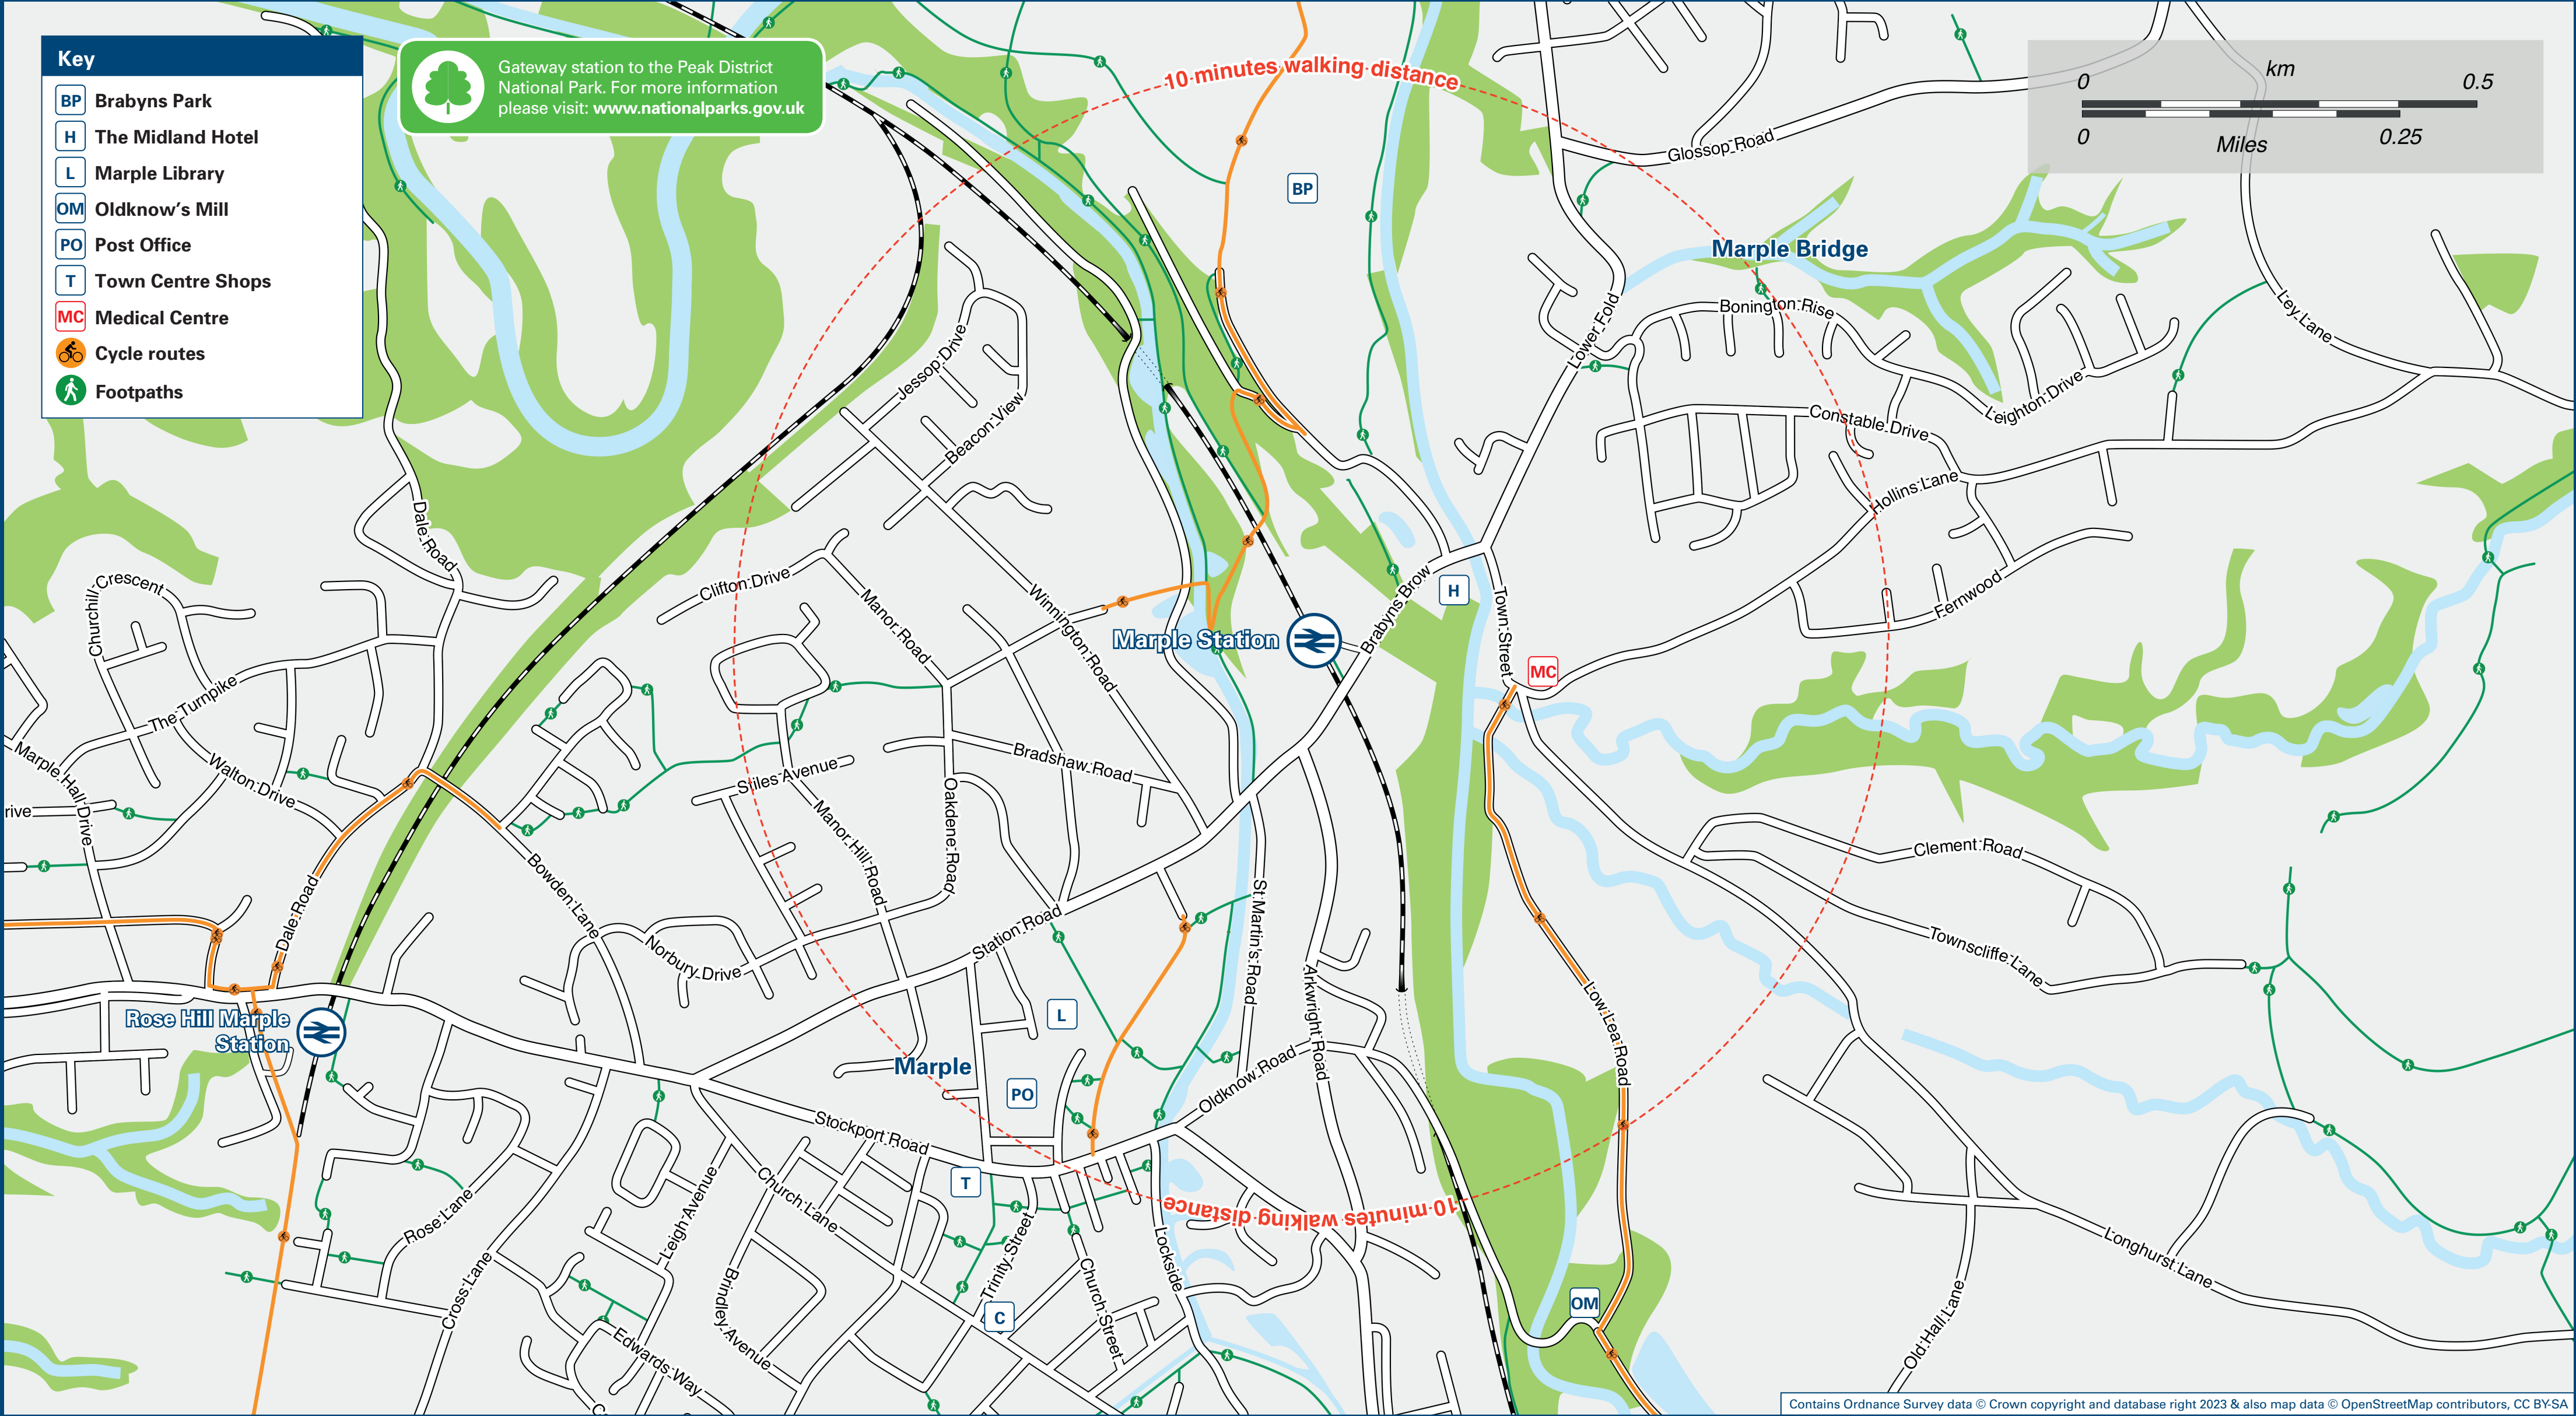 Key
BP Brabyns Park
H The Midland Hotel
L Marple Library
OM Oldknow's Mill
PO Post Office
T Town Centre Shops
MC Medical Centre
Cycle routes
Footpaths
Gateway station to the Peak District
National Park. For more information
please visit: www.nationalparks.gov.uk
10 minutes walking distance
0 km 0.5
0 Miles 0.25
Glossop Road
BP
Marple Bridge
Bonington Rise
Lower Fold
Ley Lane
Leighton Drive
Constable Drive
Hollins Lane
Fernwood
Jessop Drive
Beacon View
Dale Road
Churchill Crescent
Clifton Drive
Manor Road
Winnington Road
Marple Station
Brabyns Brow
H
Town Street
MC
The Turnpike
Marple Hall Drive
Walton Drive
rive
Stiles Avenue
Bradshaw Road
Manor Hill Road
Oakdene Road
Bowden Lane
Dale Road
Norbury Drive
Station Road
St Martin's Road
Arkwright Road
Low Lea Road
Clement Road
Townscliffe Lane
Rose Hill Marple
Station
L
Marple
PO
Oldknow Road
Stockport Road
T
Church Lane
10 minutes walking distance
Rose Lane
Leigh Avenue
Cross Lane
Brindley Avenue
Trinity Street
Church Street
Lockside
C
OM
Edwards Way
Longhurst Lane
Old Hall Lane
Contains Ordnance Survey data © Crown copyright and database right 2023 & also map data © OpenStreetMap contributors, CC BY-SA